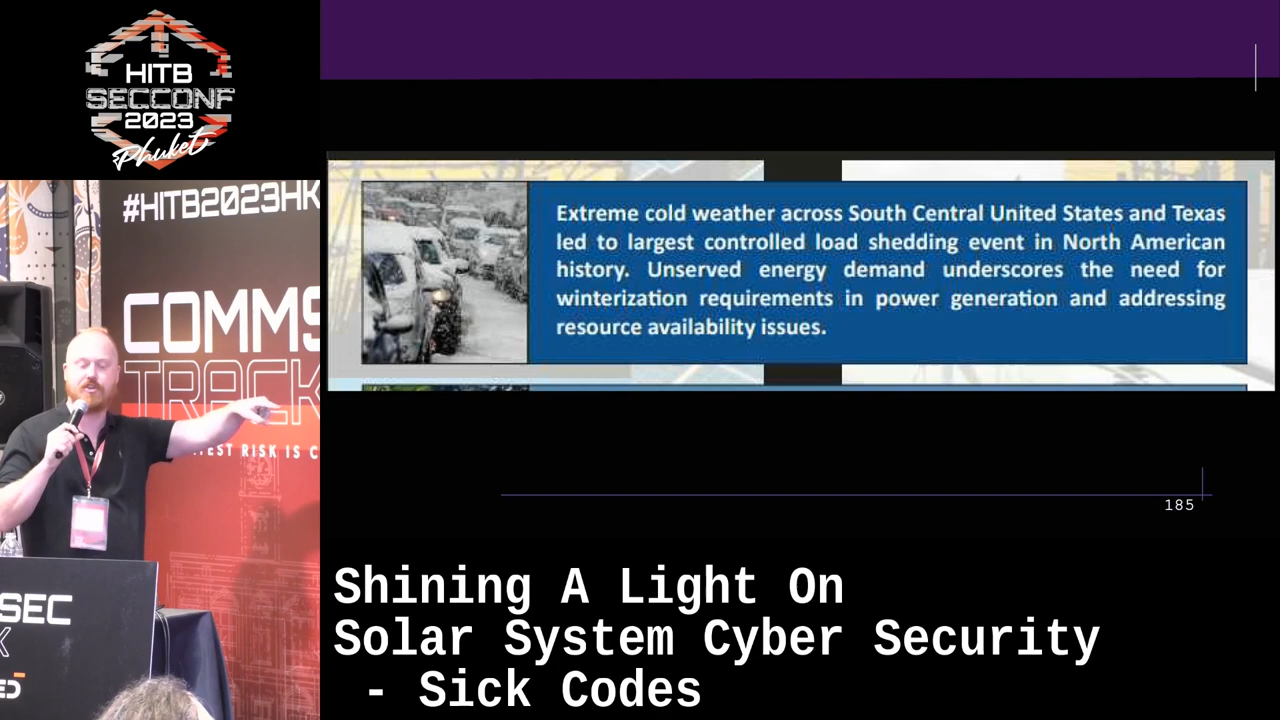 HITB
SECCONF
2023
Phuket
#HITB2023HK
COMMS
TRACK
TEST RISK IS C
SEC
ED
Extreme cold weather across South Central United States and Texas
led to largest controlled load shedding event in North American
history. Unserved energy demand underscores the need for
winterization requirements in power generation and addressing
resource availability issues.
185
Shining A Light On
Solar System Cyber Security
- Sick Codes